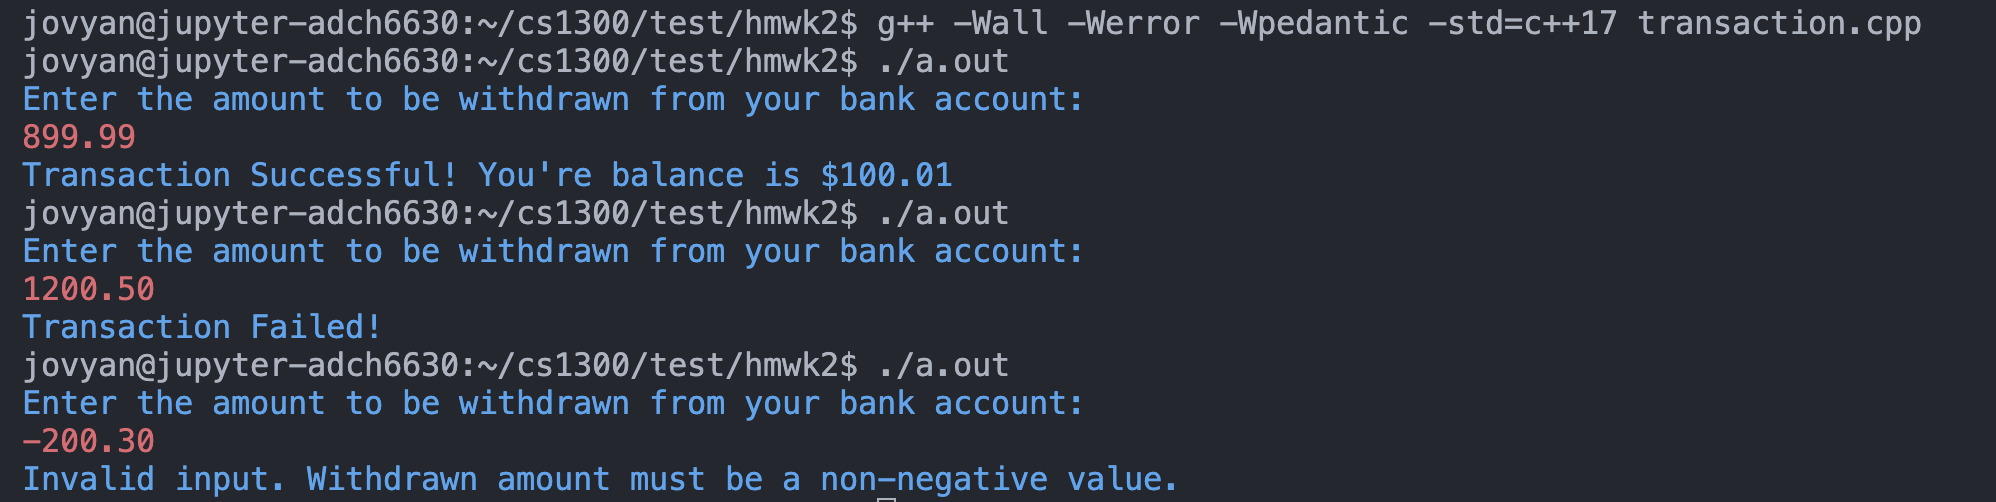 jovyan@jupyter-adch6630:~/cs1300/test/hmwk2$ g++ -Wall -Werror -Wpedantic -std=c++17 transaction.cpp
jovyan@jupyter-adch6630:~/cs1300/test/hmwk2$ ./a.out
Enter the amount to be withdrawn from your bank account:
899.99
Transaction Successful! You're balance is $100.01
jovyan@jupyter-adch6630:~/cs1300/test/hmwk2$ ./a.out
Enter the amount to be withdrawn from your bank account:
1200.50
Transaction Failed!
jovyan@jupyter-adch6630:~/cs1300/test/hmwk2$ ./a.out
Enter the amount to be withdrawn from your bank account:
-200.30
Invalid input. Withdrawn amount must be a non-negative value.